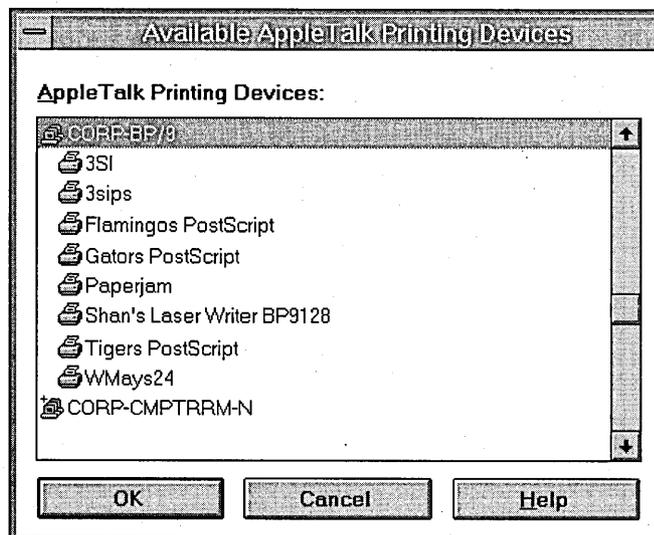 Available AppleTalk Printing Devices
AppleTalk Printing Devices:
CORP-BP/9
3SI
3sips
Flamingos PostScript
Gators PostScript
Paperjam
Shan's Laser Writer BP9128
Tigers PostScript
WMays24
CORP-CMPTRRM-N
OK Cancel Help